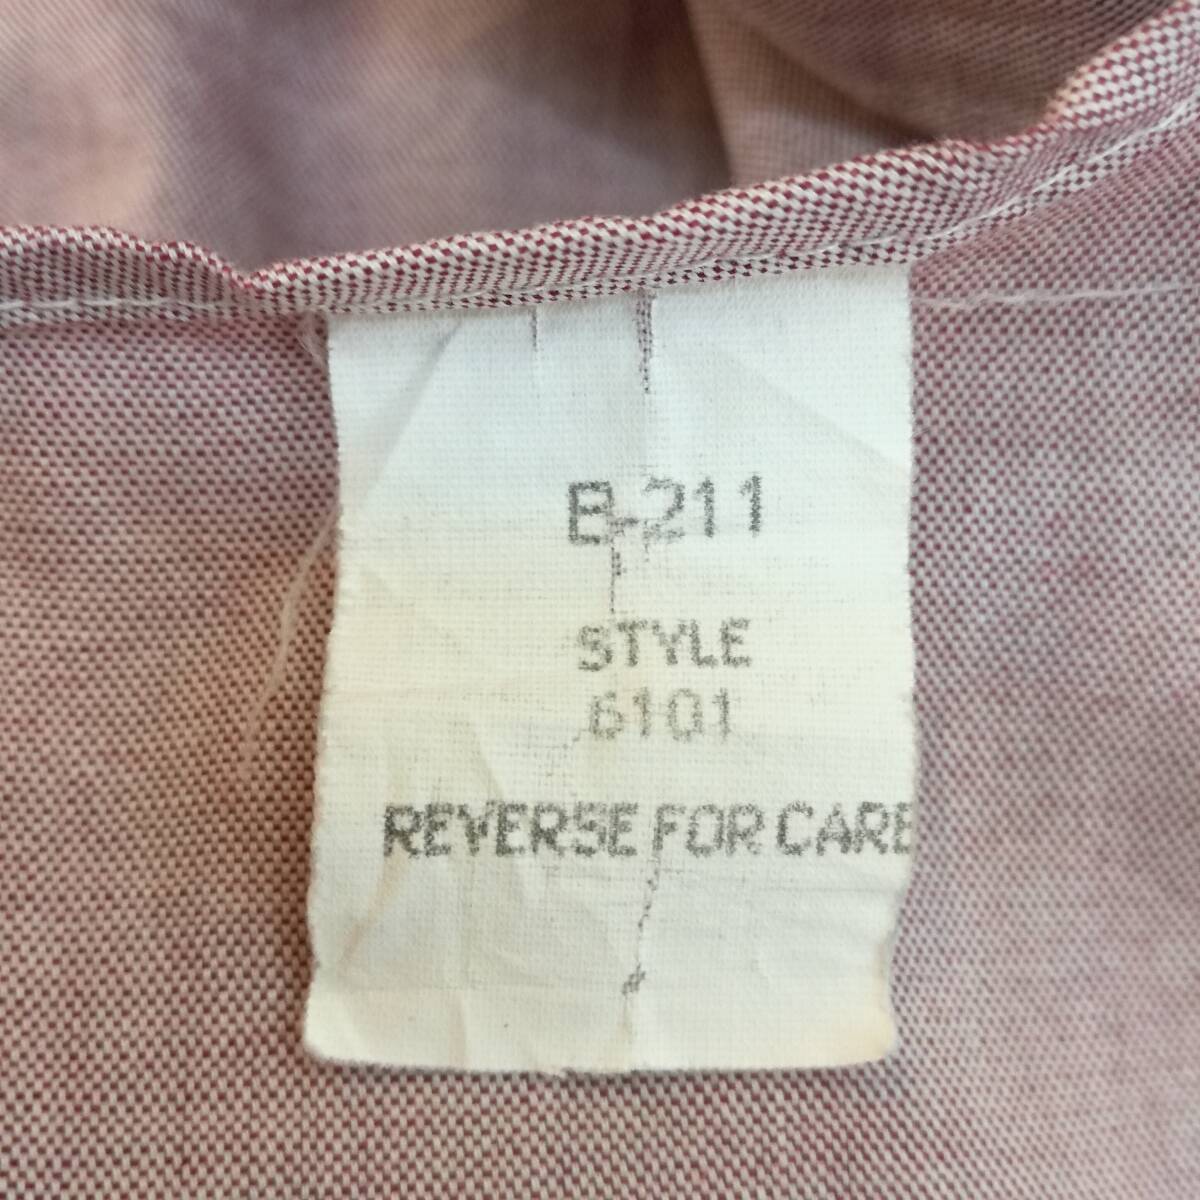 B-211
STYLE
6101
REVERSE FOR CARE